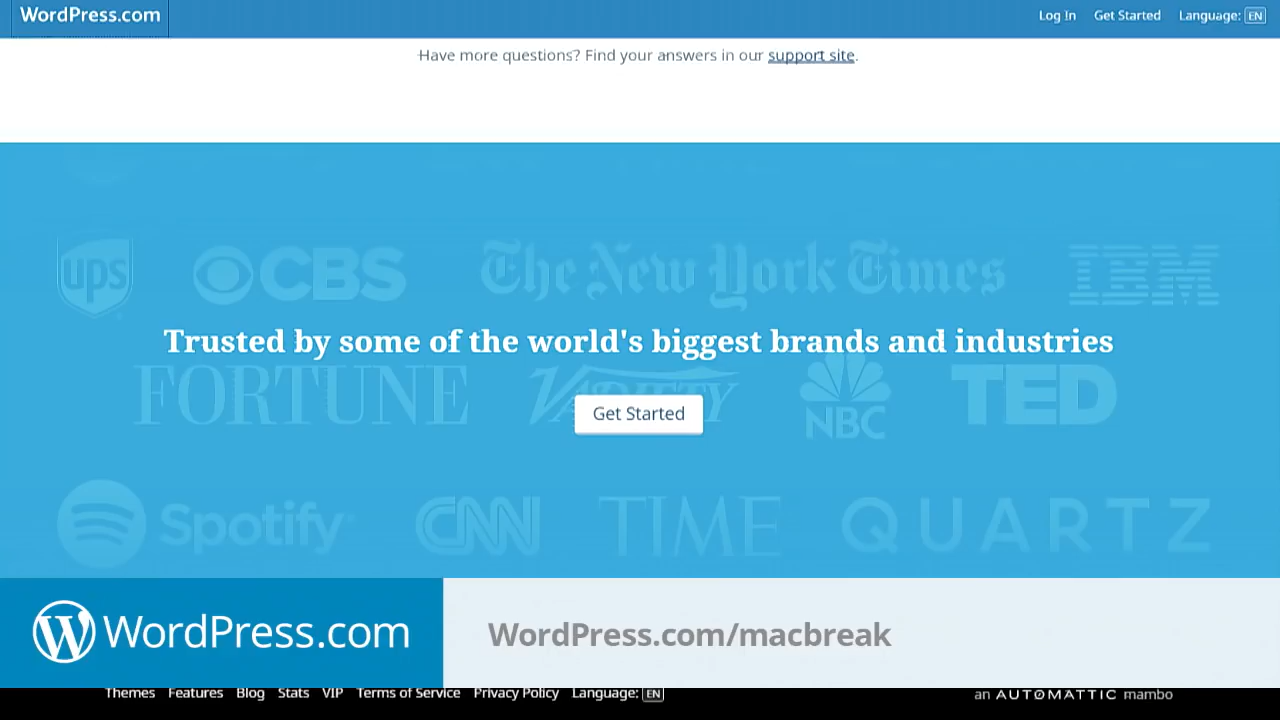 WordPress.com
Log In Get Started Language: EN
Have more questions? Find your answers in our support site.
ups CBS The New York Times IBM
Trusted by some of the world's biggest brands and industries
FORTUNE VARIETY NBC TED
Get Started
Spotify CNN TIME QUARTZ
WordPress.com
WordPress.com/macbreak
Themes Features Blog Stats VIP Terms of Service Privacy Policy Language: EN
an AUTOMATTIC mambo